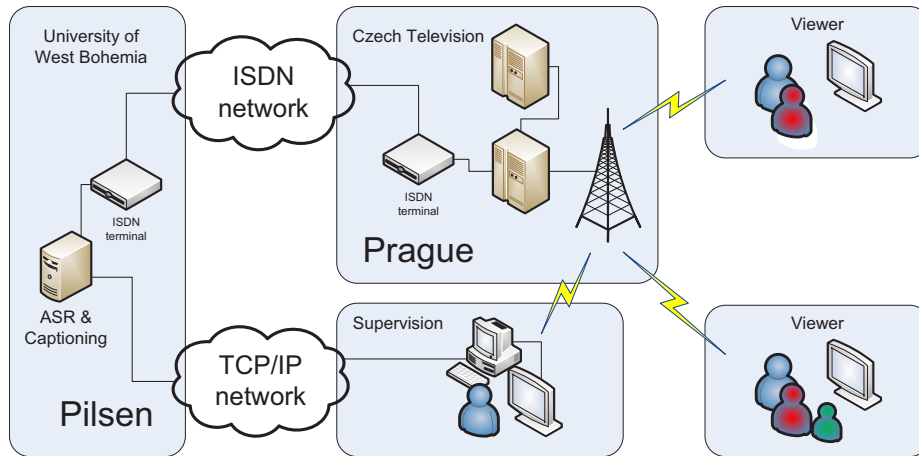 University of
West Bohemia
ISDN
network
Czech Television
Viewer
ISDN
terminal
ISDN
terminal
Prague
ASR &
Captioning
Supervision
Viewer
TCP/IP
network
Pilsen